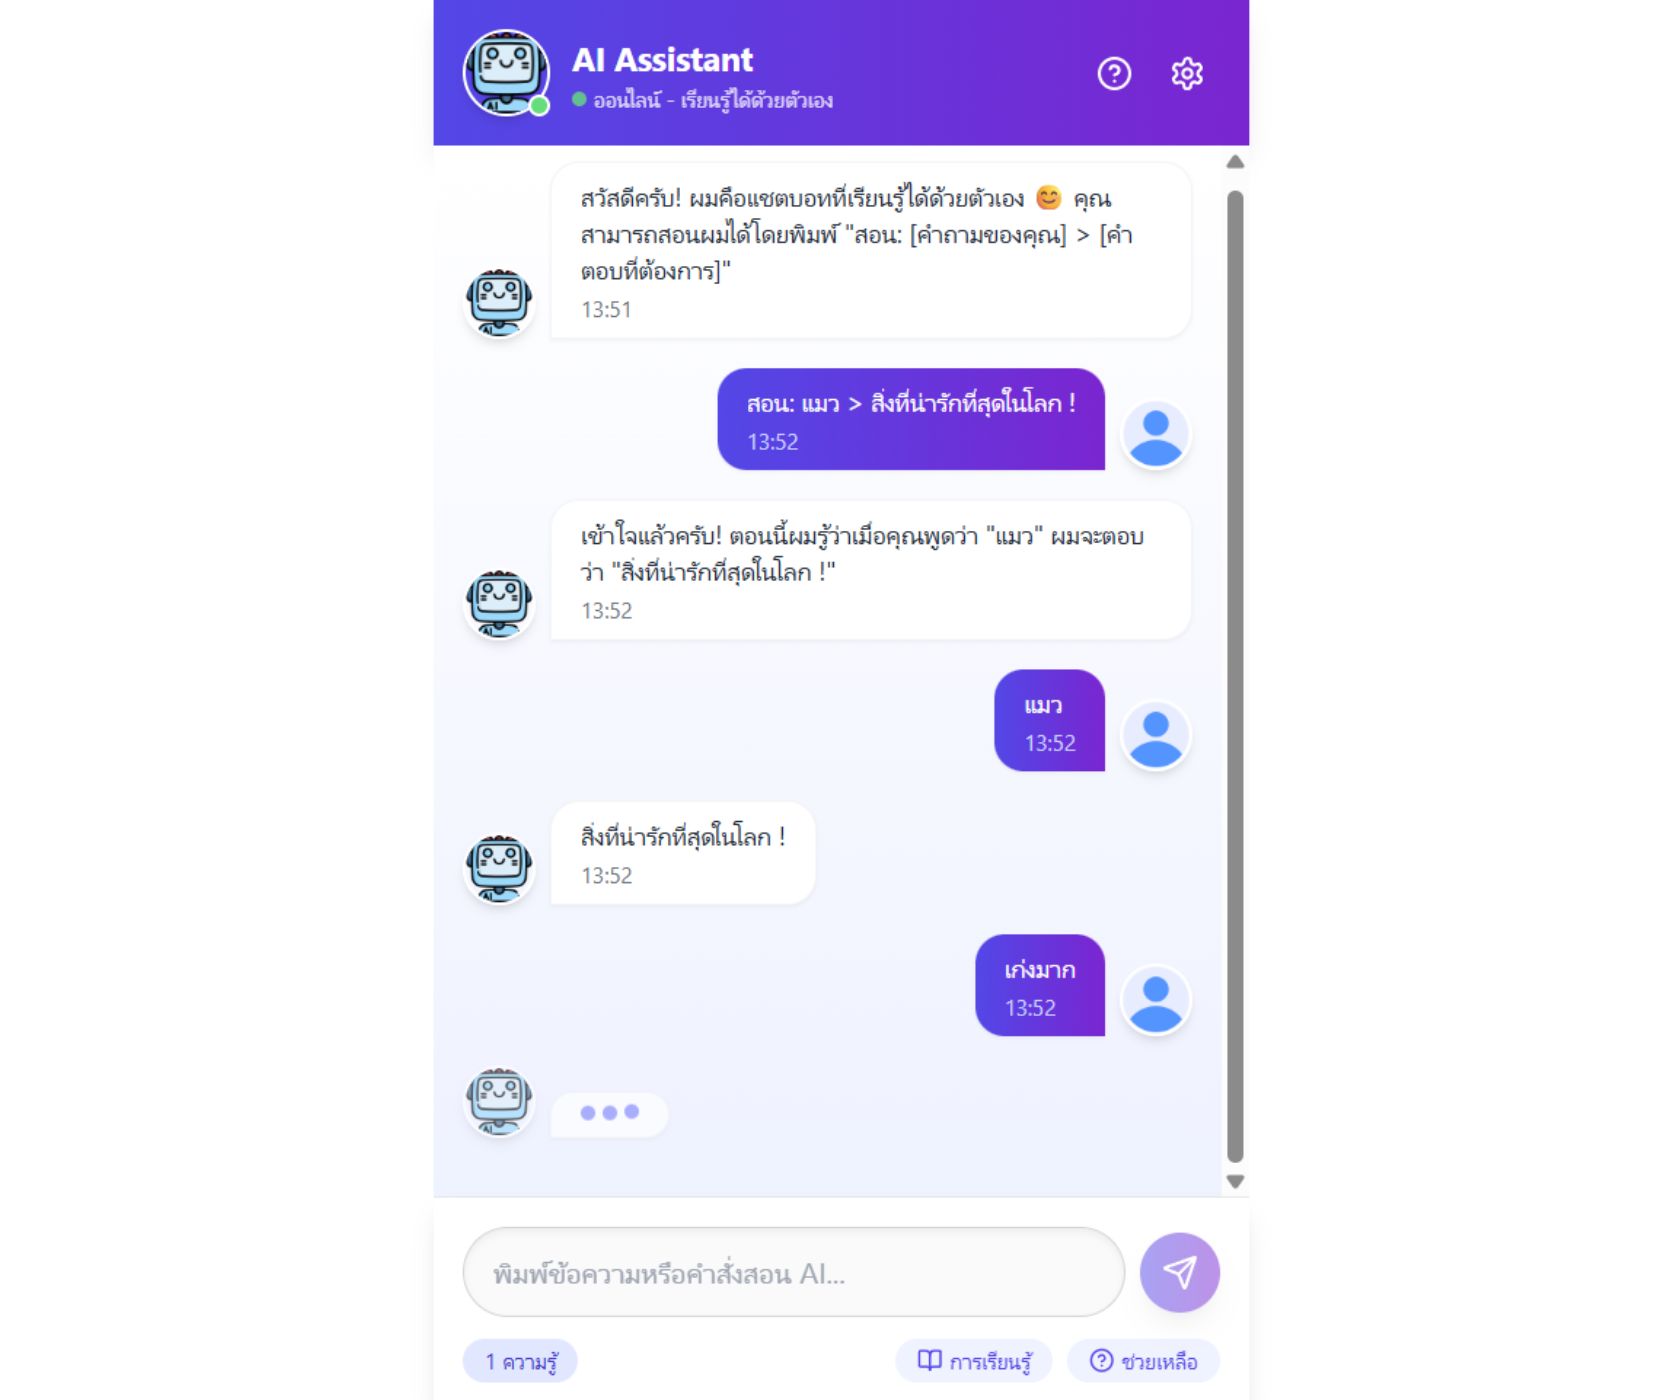 AI Assistant
ออนไลน์ - เรียนรู้ได้ด้วยตัวเอง
สวัสดีครับ! ผมคือแชตบอทที่เรียนรู้ได้ด้วยตัวเอง 😊 คุณ
สามารถสอนผมได้โดยพิมพ์ "สอน: [คำถามของคุณ] > [คำ
ตอบที่ต้องการ]"
13:51
สอน: แมว > สิ่งที่น่ารักที่สุดในโลก !
13:52
เข้าใจแล้วครับ! ตอนนี้ผมรู้ว่าเมื่อคุณพูดว่า "แมว" ผมจะตอบ
ว่า "สิ่งที่น่ารักที่สุดในโลก !"
13:52
แมว
13:52
สิ่งที่น่ารักที่สุดในโลก !
13:52
เก่งมาก
13:52
พิมพ์ข้อความหรือคำสั่งสอน AI...
1 ความรู้
การเรียนรู้
ช่วยเหลือ